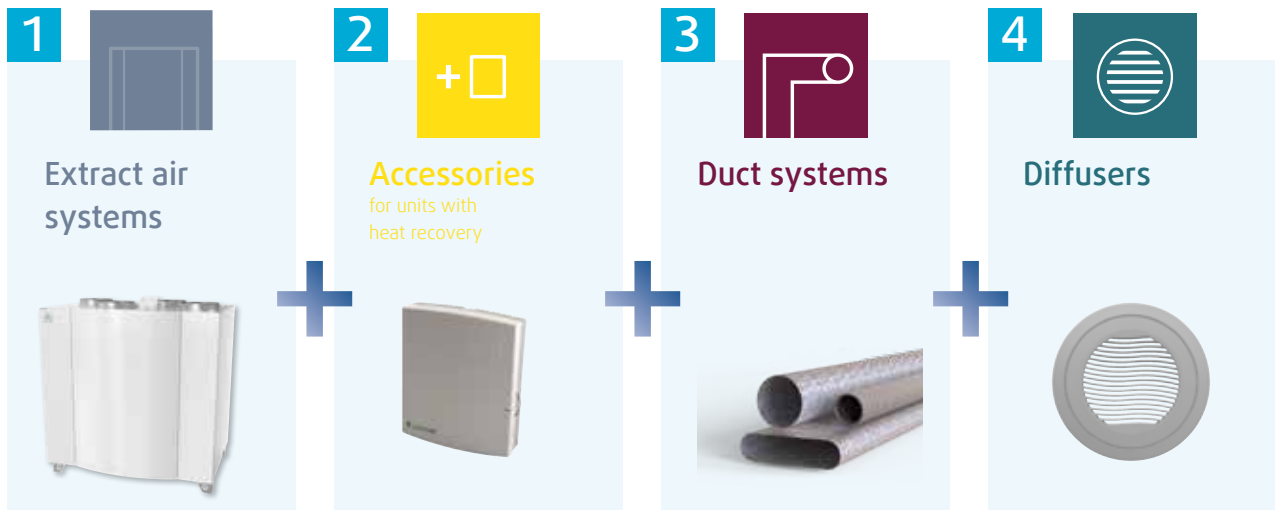 1
Extract air
systems
2
Accessories
for units with
heat recovery
3
Duct systems
4
Diffusers